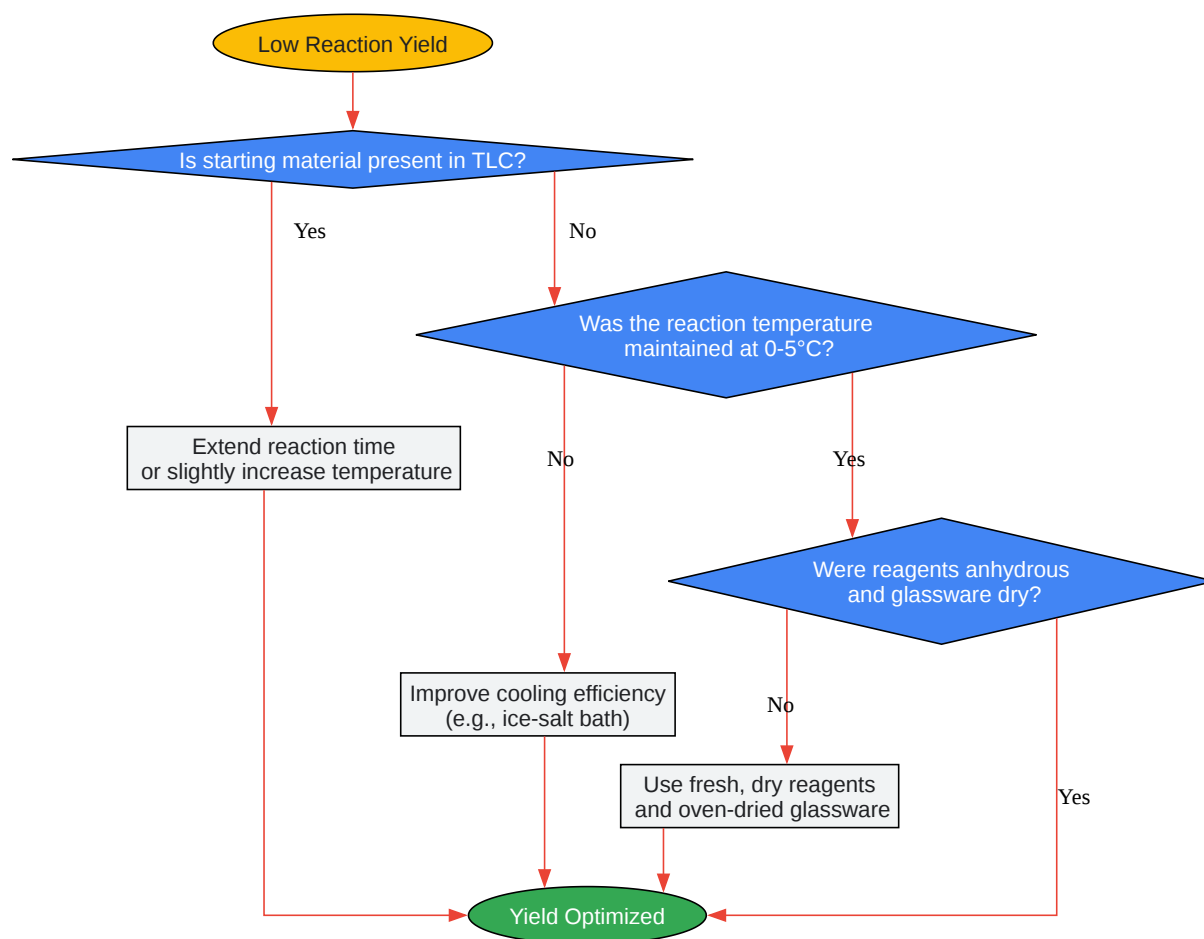 Low Reaction Yield
Is starting material present in TLC?
Yes
No
Was the reaction temperature
maintained at 0-5°C?
Extend reaction time
or slightly increase temperature
No
Yes
Were reagents anhydrous
and glassware dry?
Improve cooling efficiency
(e.g., ice-salt bath)
No
Use fresh, dry reagents
and oven-dried glassware
Yes
Yield Optimized